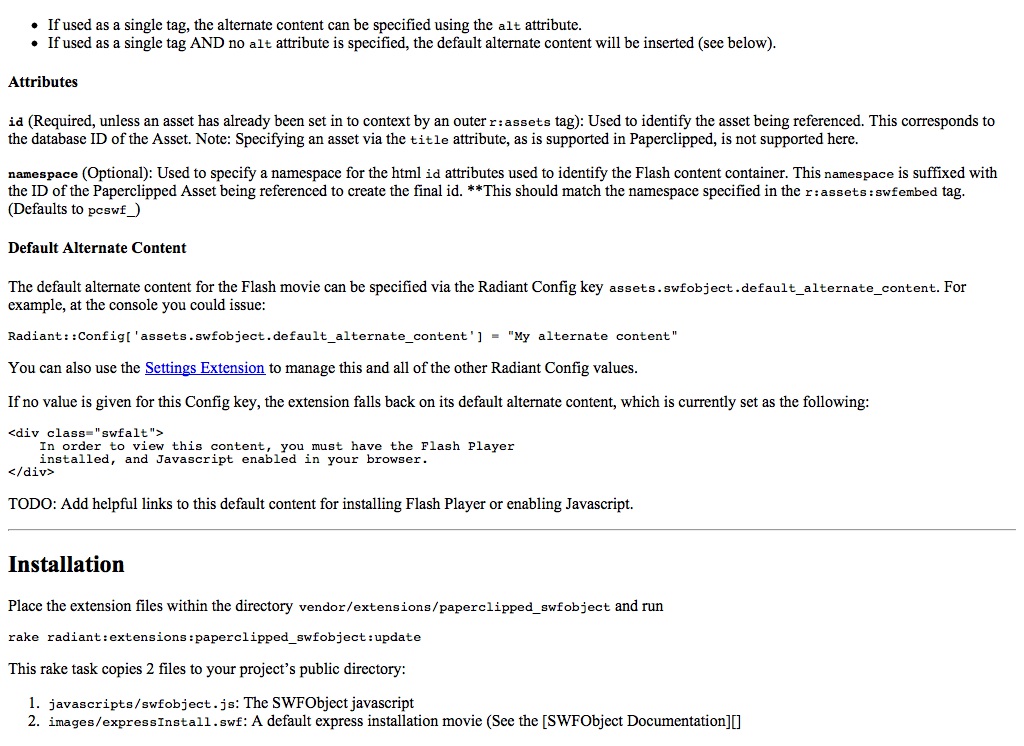 • If used as a single tag, the alternate content can be specified using the alt attribute.
• If used as a single tag AND no alt attribute is specified, the default alternate content will be inserted (see below).
Attributes
id (Required, unless an asset has already been set in to context by an outer r:assets tag): Used to identify the asset being referenced. This corresponds to
the database ID of the Asset. Note: Specifying an asset via the title attribute, as is supported in Paperclipped, is not supported here.
namespace (Optional): Used to specify a namespace for the html id attributes used to identify the Flash content container. This namespace is suffixed with
the ID of the Paperclipped Asset being referenced to create the final id. **This should match the namespace specified in the r:assets:swfembed tag.
(Defaults to pcswf_)
Default Alternate Content
The default alternate content for the Flash movie can be specified via the Radiant Config key assets.swfobject.default_alternate_content. For
example, at the console you could issue:
Radiant::Config['assets.swfobject.default_alternate_content'] = "My alternate content"
You can also use the Settings Extension to manage this and all of the other Radiant Config values.
If no value is given for this Config key, the extension falls back on its default alternate content, which is currently set as the following:
<div class="swfalt">
    In order to view this content, you must have the Flash Player
    installed, and Javascript enabled in your browser.
</div>
TODO: Add helpful links to this default content for installing Flash Player or enabling Javascript.
Installation
Place the extension files within the directory vendor/extensions/paperclipped_swfobject and run
rake radiant:extensions:paperclipped_swfobject:update
This rake task copies 2 files to your project’s public directory:
1. javascripts/swfobject.js: The SWFObject javascript
2. images/expressInstall.swf: A default express installation movie (See the [SWFObject Documentation][]